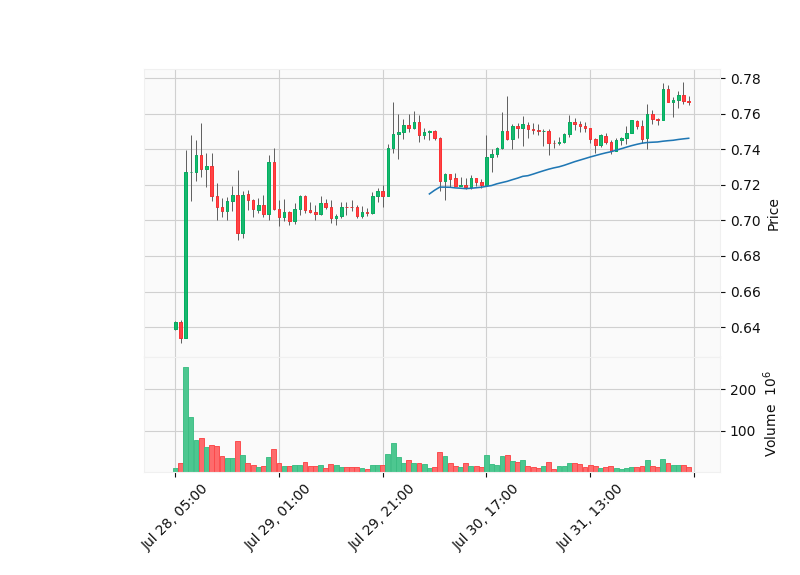 0.78
0.76
0.74
0.72
0.70
0.68
0.66
0.64
Price
200
100
Volume 10^6
Jul 28, 05:00
Jul 29, 01:00
Jul 29, 21:00
Jul 30, 17:00
Jul 31, 13:00